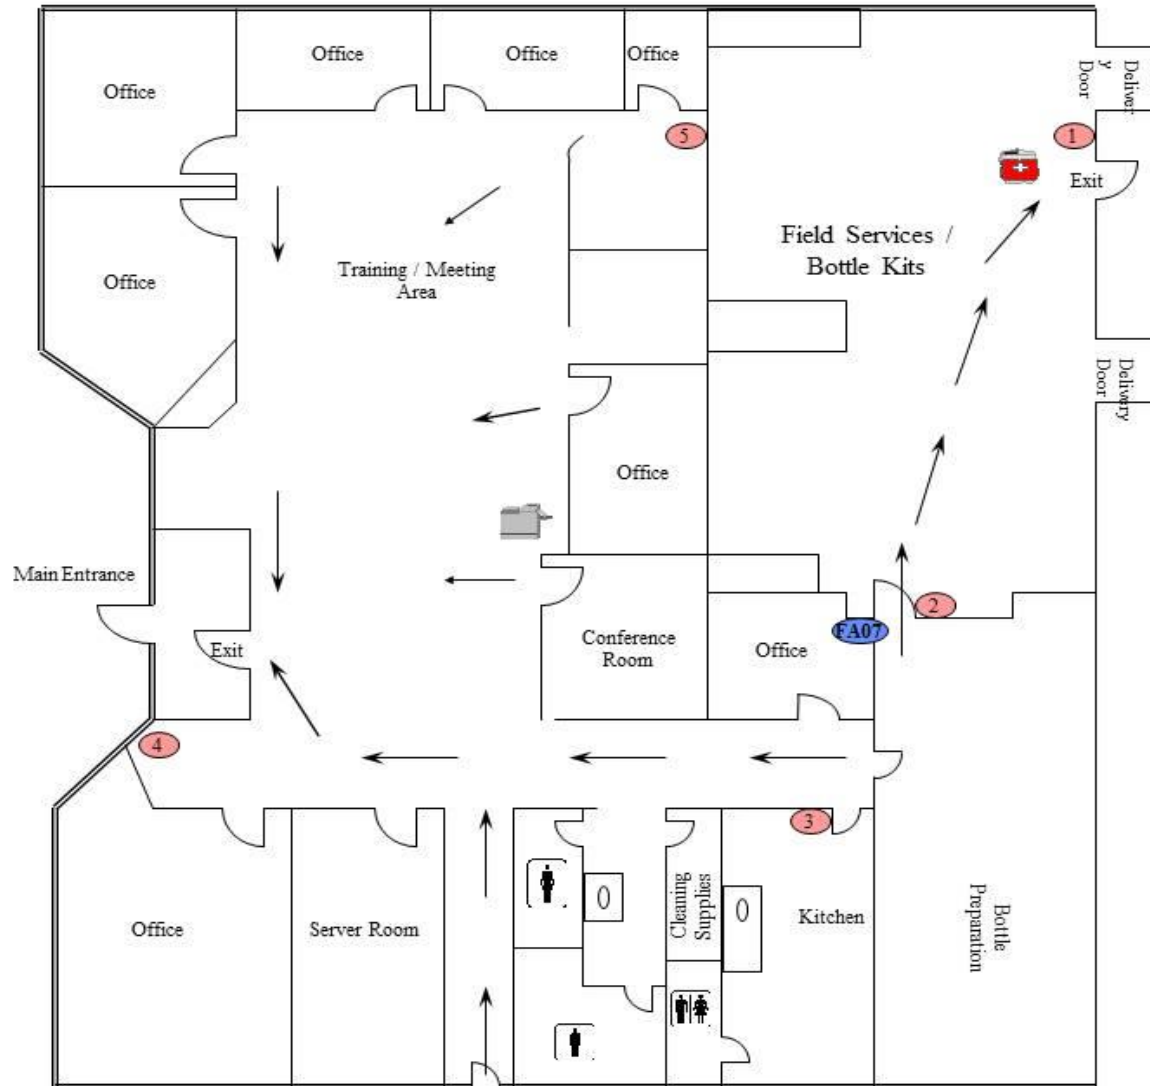 Office
Office
Office
Office
Deliver
y
Door
5
1
Exit
Field Services /
Bottle Kits
Training / Meeting
Area
Office
Delivery
Door
Office
Main Entrance
2
FA07
Conference
Room
Office
Exit
4
3
Office
Server Room
Cleaning
Supplies
Kitchen
Bottle
Preparation